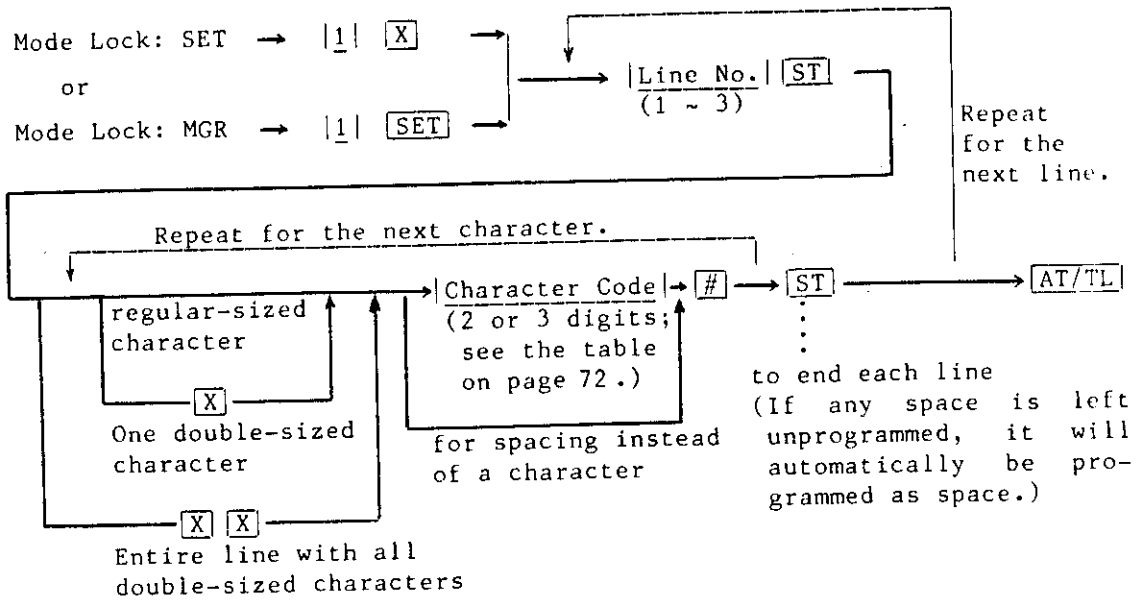 Mode Lock: SET → |1| [X] →
or
Mode Lock: MGR → |1| [SET] →
|Line No.| [ST]
(1 ~ 3)
Repeat
for the
next line.
Repeat for the next character.
|Character Code| → [#] → [ST] → [AT/TL]
(2 or 3 digits;
see the table
on page 72.)
regular-sized
character
[X]
One double-sized
character
[X] [X]
Entire line with all
double-sized characters
for spacing instead
of a character
to end each line
(If any space is left
unprogrammed, it will
automatically be pro-
grammed as space.)